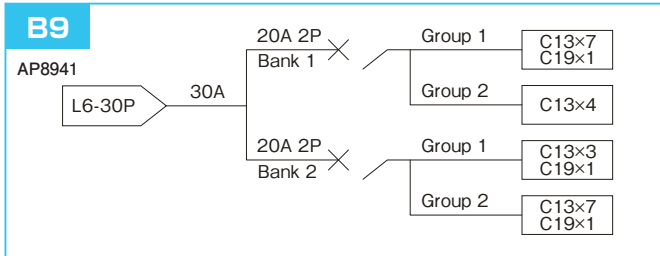 B9
AP8941
L6-30P
30A
20A 2P
Bank 1
Group 1
C13×7
C19×1
Group 2
C13×4
20A 2P
Bank 2
Group 1
C13×3
C19×1
Group 2
C13×7
C19×1